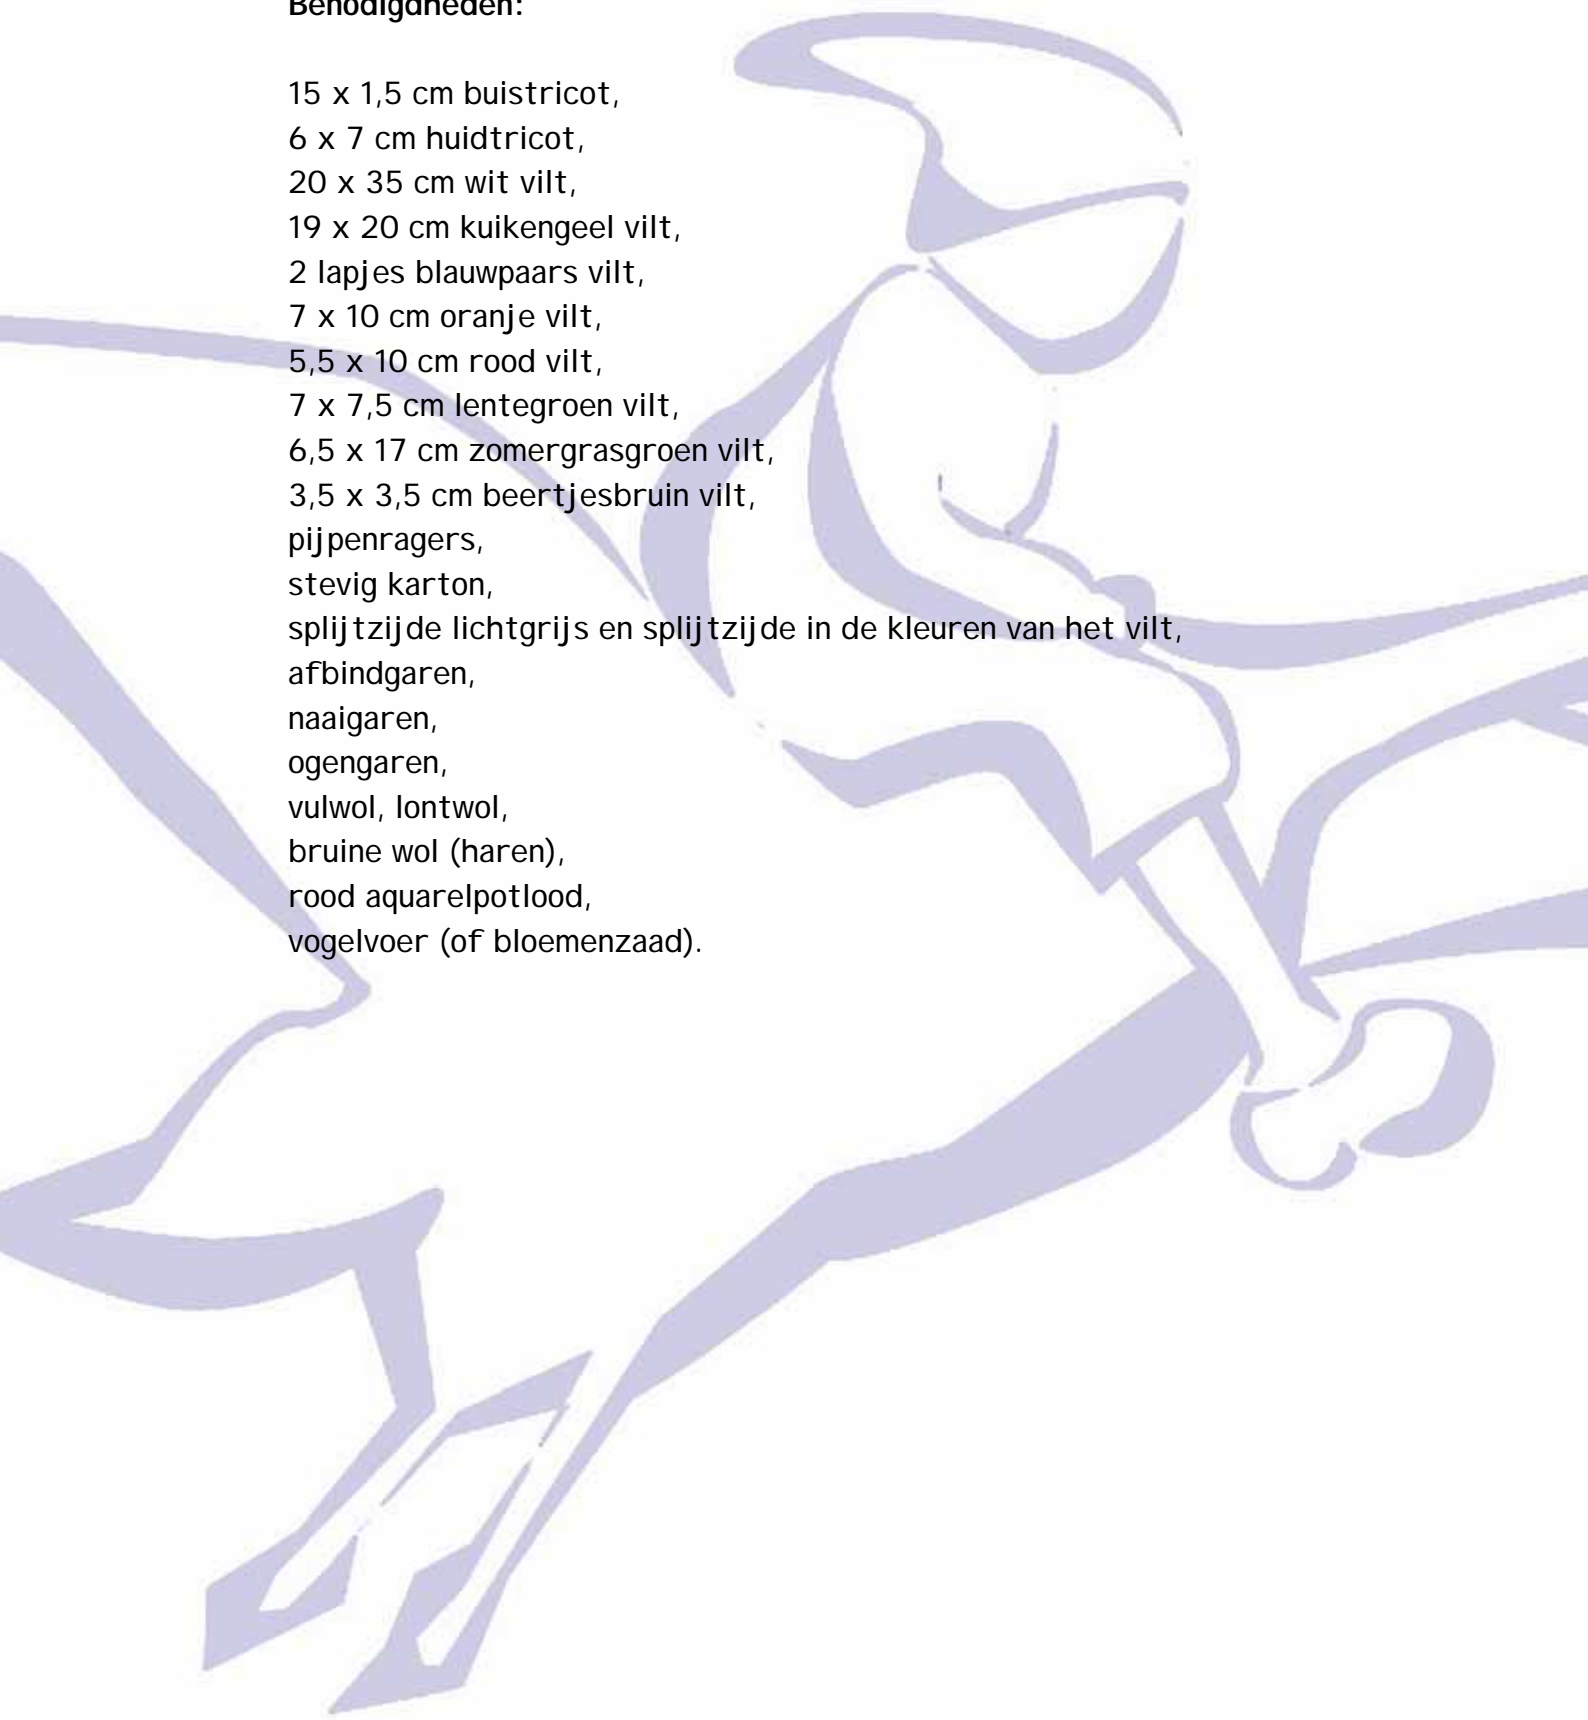 Benodigdheden:
15 x 1,5 cm buistricot,
6 x 7 cm huidtricot,
20 x 35 cm wit vilt,
19 x 20 cm kuikengeel vilt,
2 lapjes blauwpaars vilt,
7 x 10 cm oranje vilt,
5,5 x 10 cm rood vilt,
7 x 7,5 cm lentegroen vilt,
6,5 x 17 cm zomergrasgroen vilt,
3,5 x 3,5 cm beertjesbruin vilt,
pijpenragers,
stevig karton,
splijtzijde lichtgrijs en splijtzijde in de kleuren van het vilt,
afbindgaren,
naaigaren,
ogengaren,
vulwol, lontwol,
bruine wol (haren),
rood aquarelpotlood,
vogelvoer (of bloemenzaad).